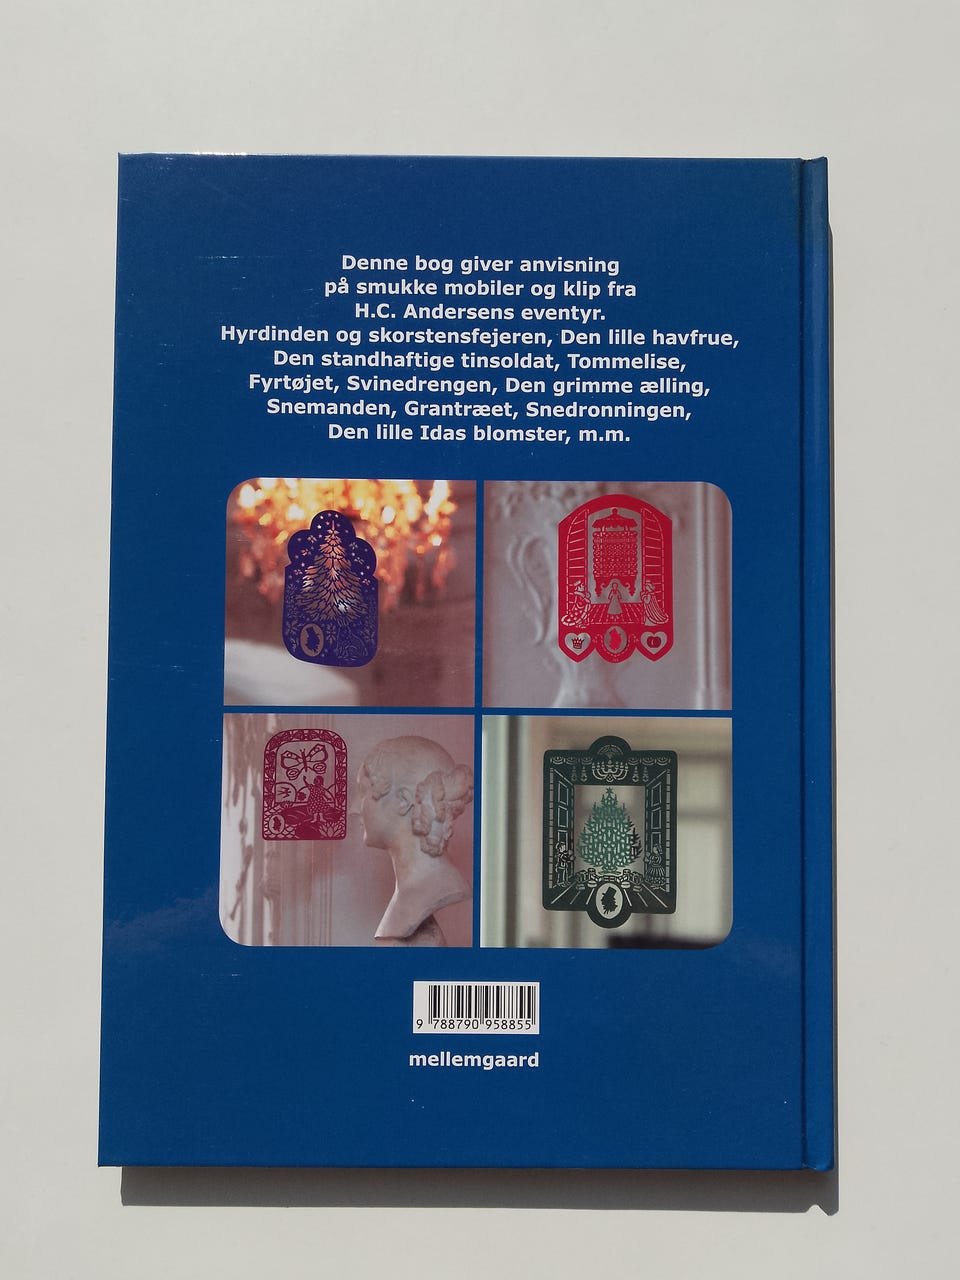 Denne bog giver anvisning
på smukke mobiler og klip fra
H.C. Andersens eventyr.
Hyrdinden og skorstensfejeren, Den lille havfrue,
Den standhaftige tinsoldat, Tommelise,
Fyrtøjet, Svinedrengen, Den grimme ælling,
Snemanden, Grantræet, Snedronningen,
Den lille Idas blomster, m.m.
9 788790 958855
mellemgaard